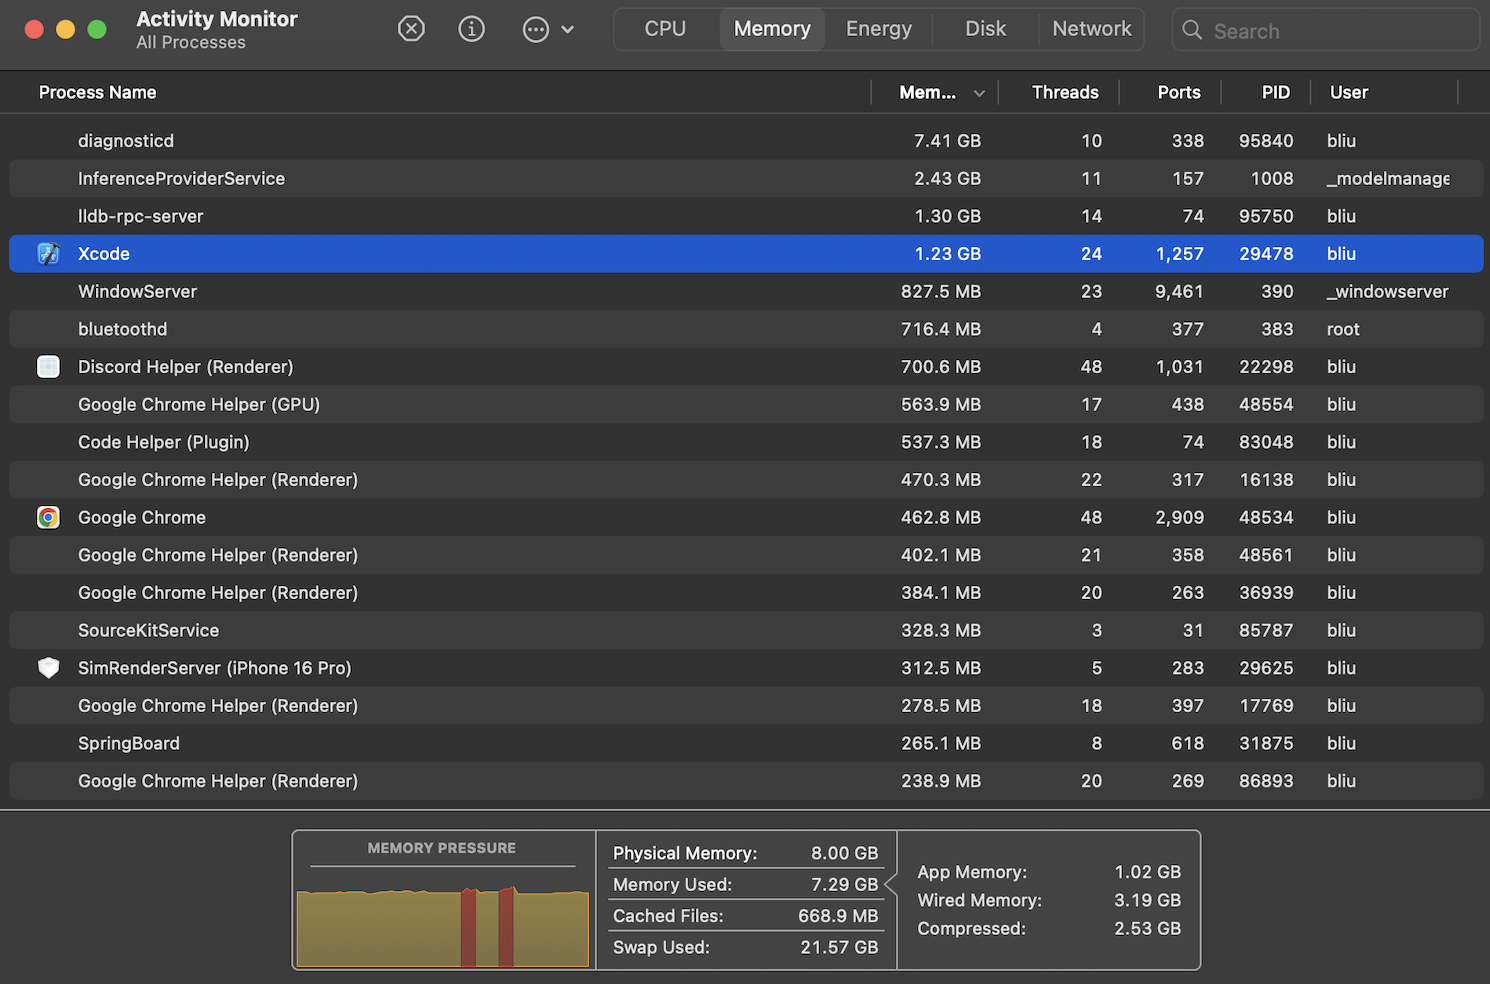 Activity Monitor
All Processes
CPU Memory Energy Disk Network
Search
Process Name Mem... Threads Ports PID User
diagnosticd 7.41 GB 10 338 95840 bliu
InferenceProviderService 2.43 GB 11 157 1008 _modelmanage
lldb-rpc-server 1.30 GB 14 74 95750 bliu
Xcode 1.23 GB 24 1,257 29478 bliu
WindowServer 827.5 MB 23 9,461 390 _windowserver
bluetoothd 716.4 MB 4 377 383 root
Discord Helper (Renderer) 700.6 MB 48 1,031 22298 bliu
Google Chrome Helper (GPU) 563.9 MB 17 438 48554 bliu
Code Helper (Plugin) 537.3 MB 18 74 83048 bliu
Google Chrome Helper (Renderer) 470.3 MB 22 317 16138 bliu
Google Chrome 462.8 MB 48 2,909 48534 bliu
Google Chrome Helper (Renderer) 402.1 MB 21 358 48561 bliu
Google Chrome Helper (Renderer) 384.1 MB 20 263 36939 bliu
SourceKitService 328.3 MB 3 31 85787 bliu
SimRenderServer (iPhone 16 Pro) 312.5 MB 5 283 29625 bliu
Google Chrome Helper (Renderer) 278.5 MB 18 397 17769 bliu
SpringBoard 265.1 MB 8 618 31875 bliu
Google Chrome Helper (Renderer) 238.9 MB 20 269 86893 bliu
MEMORY PRESSURE
Physical Memory: 8.00 GB
Memory Used: 7.29 GB
Cached Files: 668.9 MB
Swap Used: 21.57 GB
App Memory: 1.02 GB
Wired Memory: 3.19 GB
Compressed: 2.53 GB